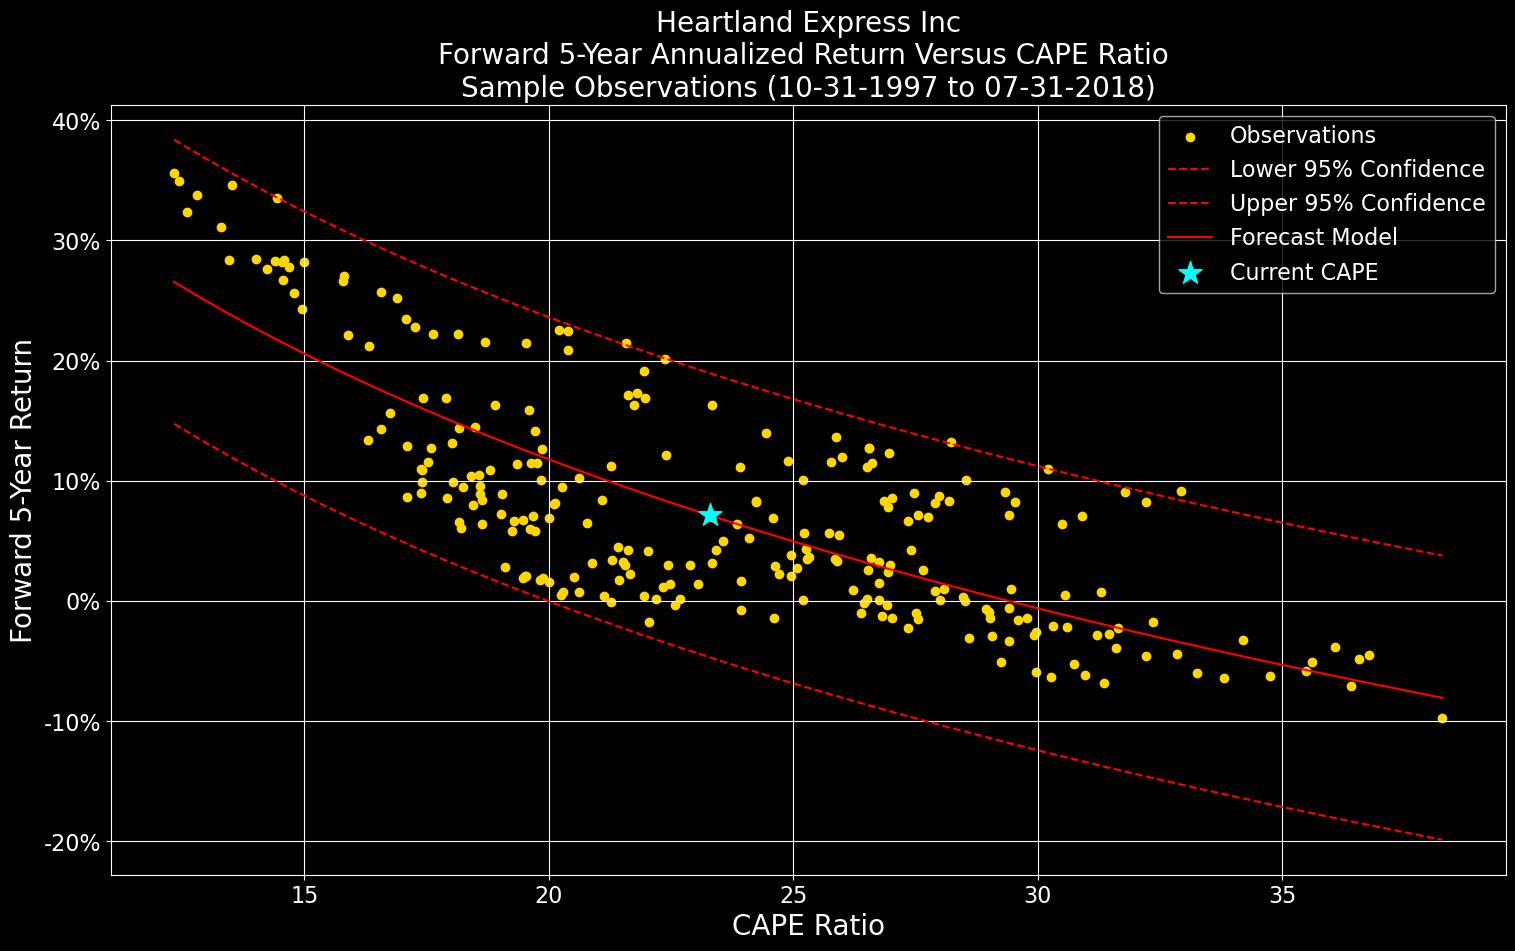 Heartland Express Inc
Forward 5-Year Annualized Return Versus CAPE Ratio
Sample Observations (10-31-1997 to 07-31-2018)
Observations
Lower 95% Confidence
Upper 95% Confidence
Forecast Model
Current CAPE
Forward 5-Year Return
40%
30%
20%
10%
0%
-10%
-20%
15 20 25 30 35
CAPE Ratio